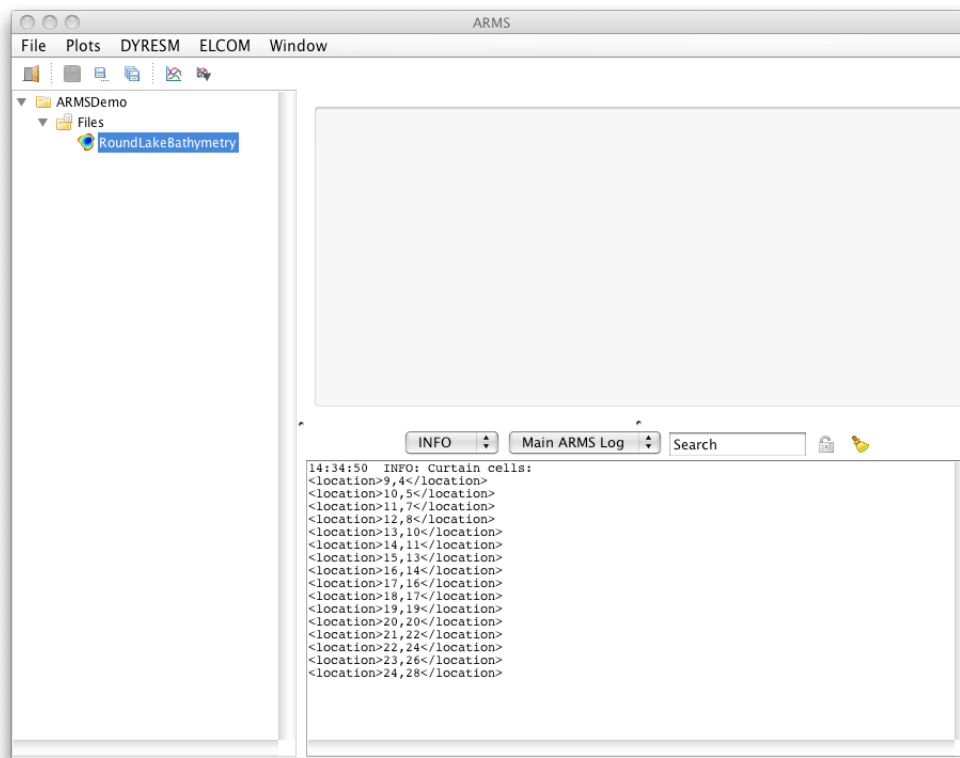 ARMS
File Plots DYRESM ELCOM Window
ARMSDemo
Files
RoundLakeBathymetry
INFO Main ARMS Log Search
14:34:50 INFO: Curtain cells:
<location>9,4</location>
<location>10,5</location>
<location>11,7</location>
<location>12,8</location>
<location>13,10</location>
<location>14,11</location>
<location>15,13</location>
<location>16,14</location>
<location>17,16</location>
<location>18,17</location>
<location>19,19</location>
<location>20,20</location>
<location>21,22</location>
<location>22,24</location>
<location>23,26</location>
<location>24,28</location>